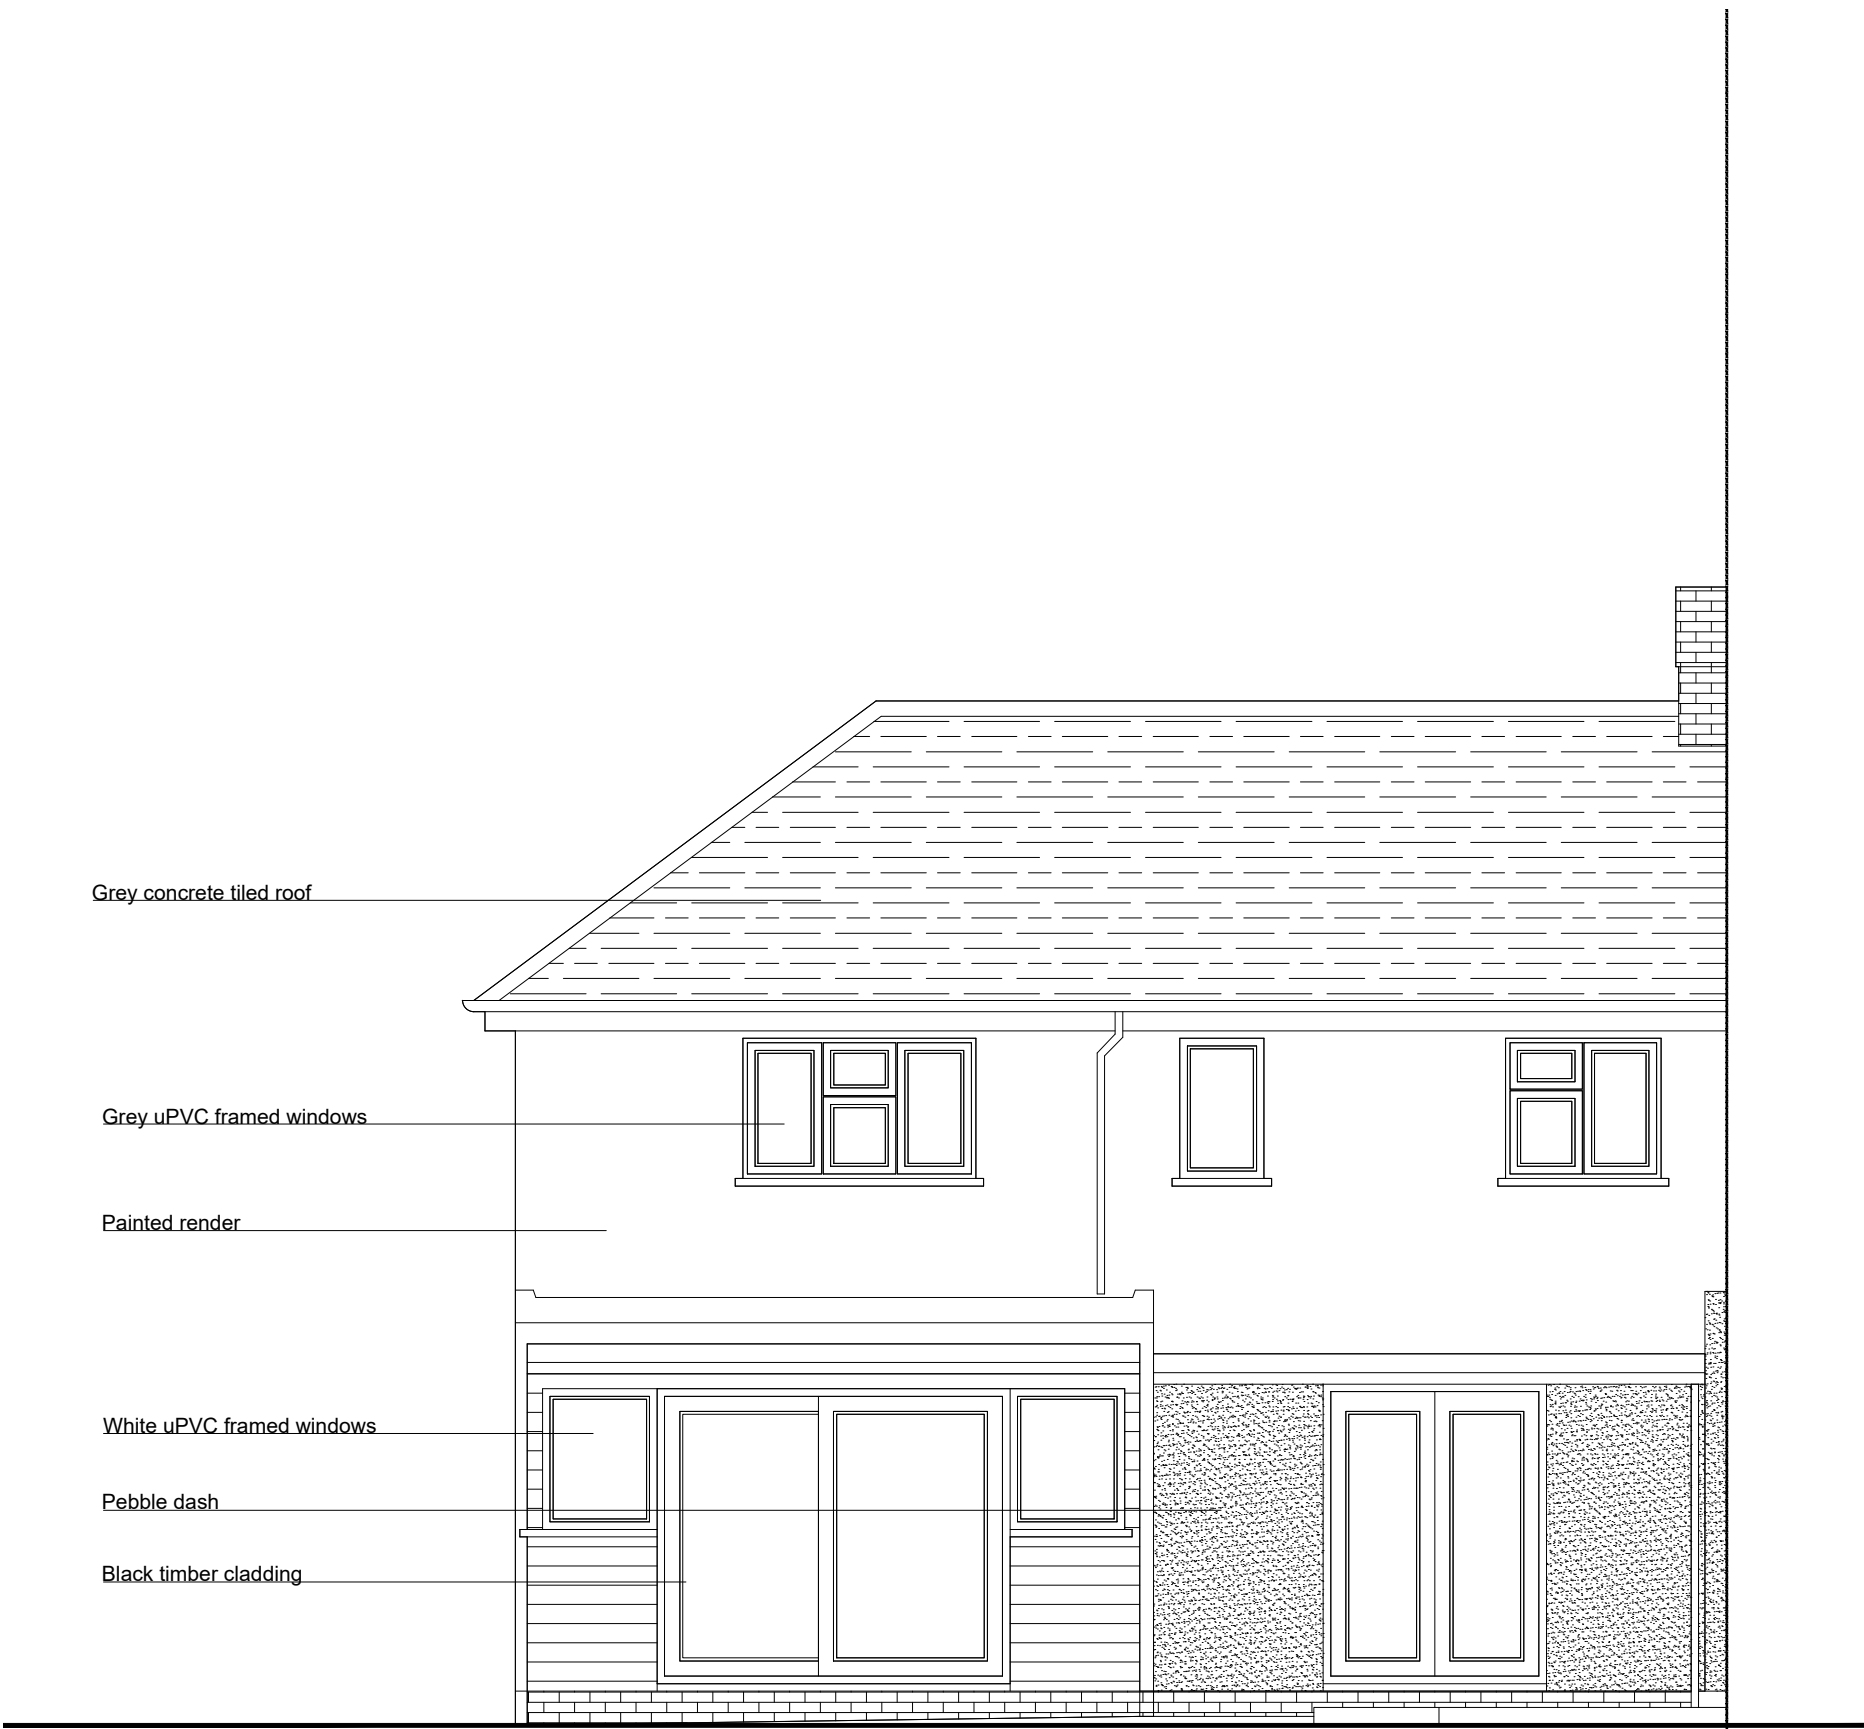 Grey concrete tiled roof
Grey uPVC framed windows
Painted render
White uPVC framed windows
Pebble dash
Black timber cladding